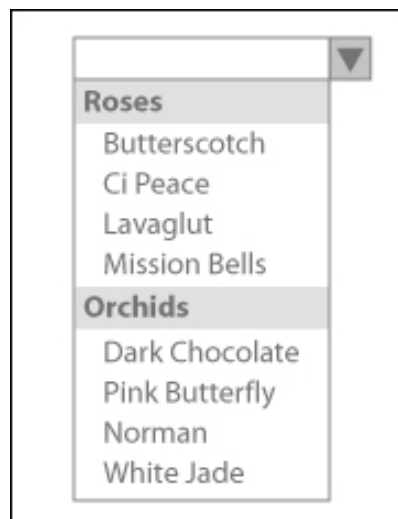 Roses
Butterscotch
Ci Peace
Lavaglut
Mission Bells
Orchids
Dark Chocolate
Pink Butterfly
Norman
White Jade